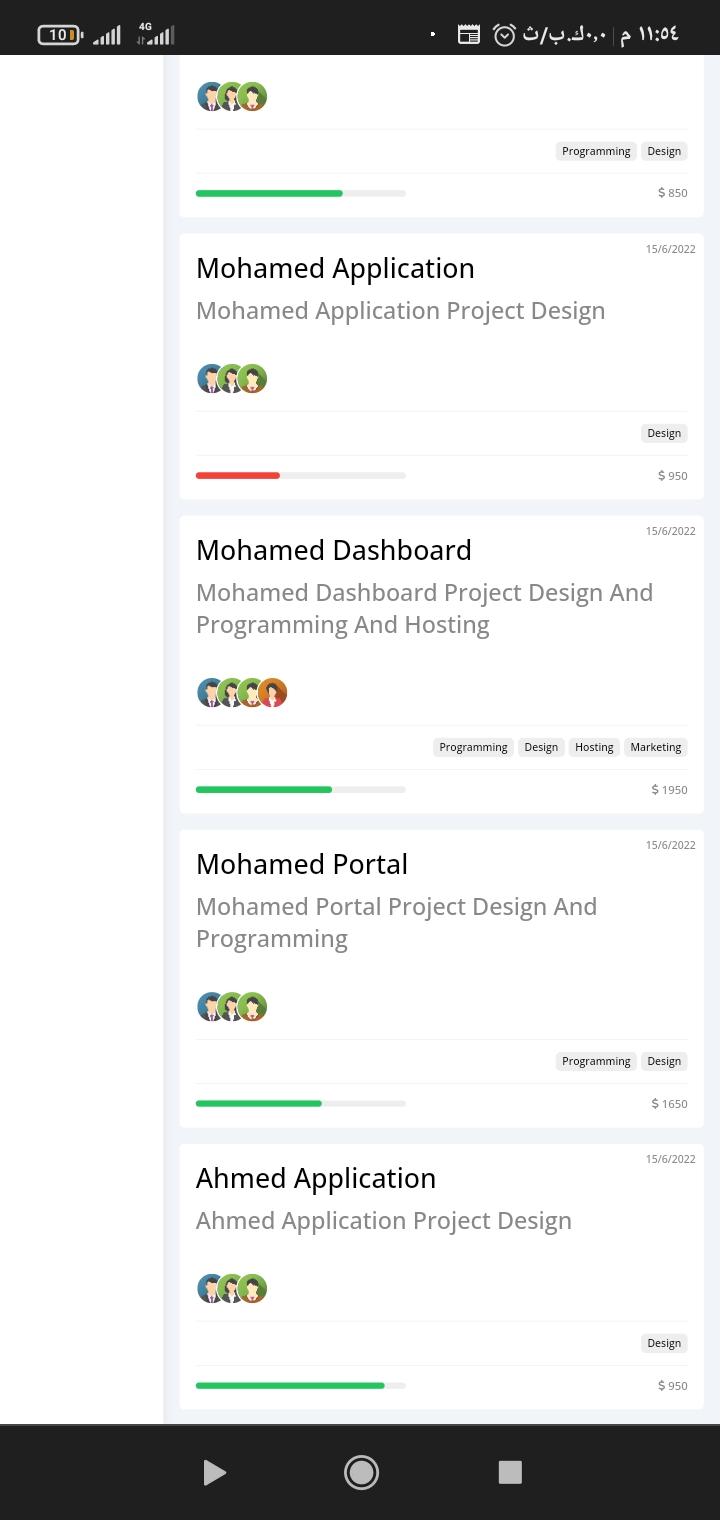 10
4G
٠,٠ك.ب/ث
١١:٥٤ م
Programming Design
$ 850
15/6/2022
Mohamed Application
Mohamed Application Project Design
Design
$ 950
15/6/2022
Mohamed Dashboard
Mohamed Dashboard Project Design And
Programming And Hosting
Programming Design Hosting Marketing
$ 1950
15/6/2022
Mohamed Portal
Mohamed Portal Project Design And
Programming
Programming Design
$ 1650
15/6/2022
Ahmed Application
Ahmed Application Project Design
Design
$ 950